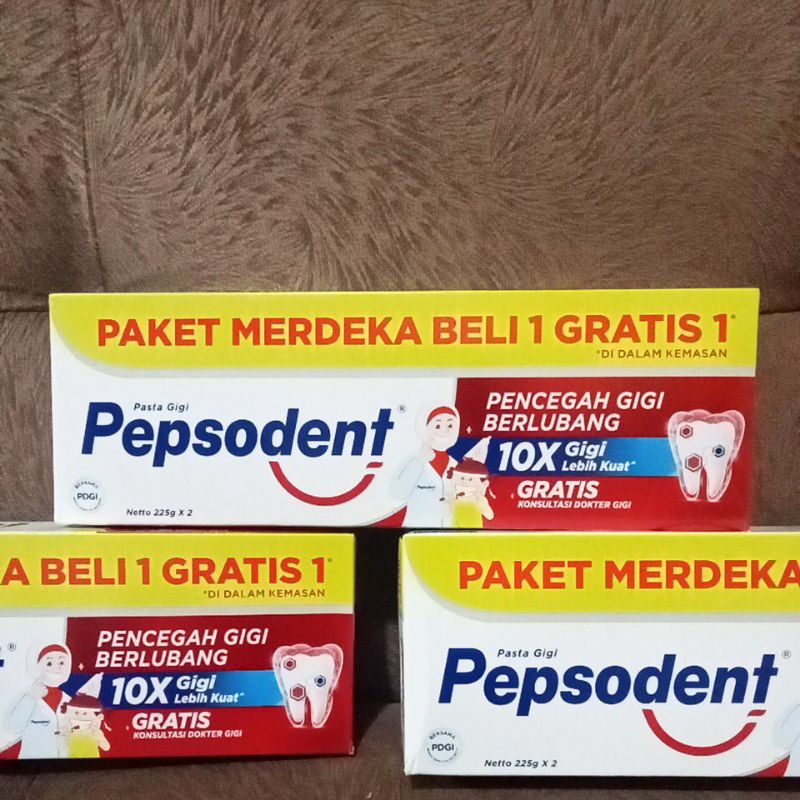 PAKET MERDEKA BELI 1 GRATIS 1*
*DI DALAM KEMASAN
Pasta Gigi
Pepsodent®
BERSAMA
PDGI
Netto 225g X 2
PENCEGAH GIGI
BERLUBANG
10X Gigi
Lebih Kuat^
GRATIS
KONSULTASI DOKTER GIGI
Pepsodent
A BELI 1 GRATIS 1*
*DI DALAM KEMASAN
t®
PENCEGAH GIGI
BERLUBANG
10X Gigi
Lebih Kuat^
GRATIS
KONSULTASI DOKTER GIGI
Pepsodent
PAKET MERDEKA
Pasta Gigi
Pepsodent®
BERSAMA
PDGI
Netto 225g X 2